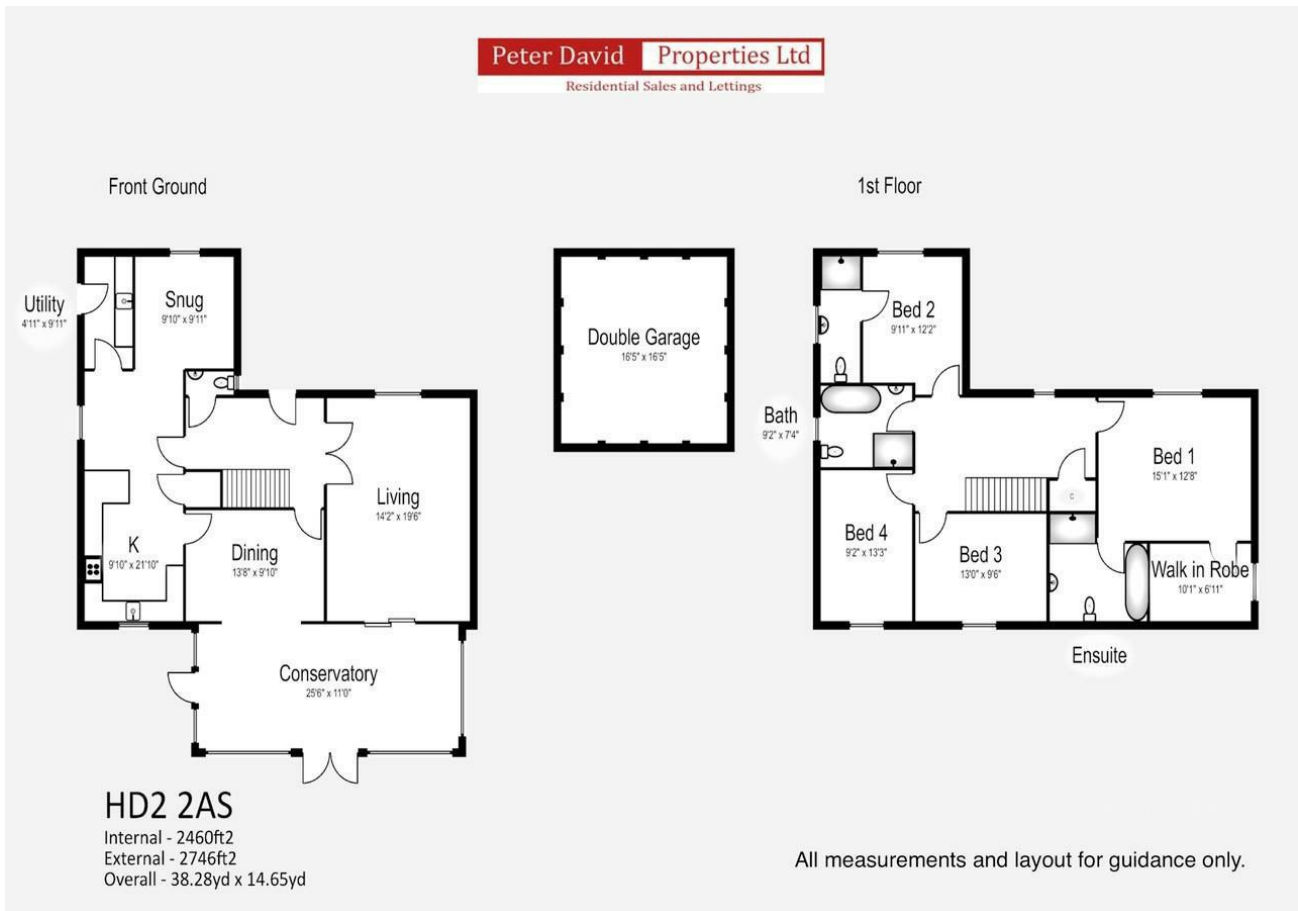 Peter David Properties Ltd
Residential Sales and Lettings
Front Ground
1st Floor
Utility
4'11" x 9'11"
Snug
9'10" x 9'11"
Living
14'2" x 19'6"
K
9'10" x 21'10"
Dining
13'8" x 9'10"
Conservatory
25'6" x 11'0"
Double Garage
16'5" x 16'5"
Bed 2
9'11" x 12'2"
Bath
9'2" x 7'4"
Bed 1
15'1" x 12'8"
C
Bed 4
9'2" x 13'3"
Bed 3
13'0" x 9'6"
Walk in Robe
10'1" x 6'11"
Ensuite
HD2 2AS
Internal - 2460ft2
External - 2746ft2
Overall - 38.28yd x 14.65yd
All measurements and layout for guidance only.